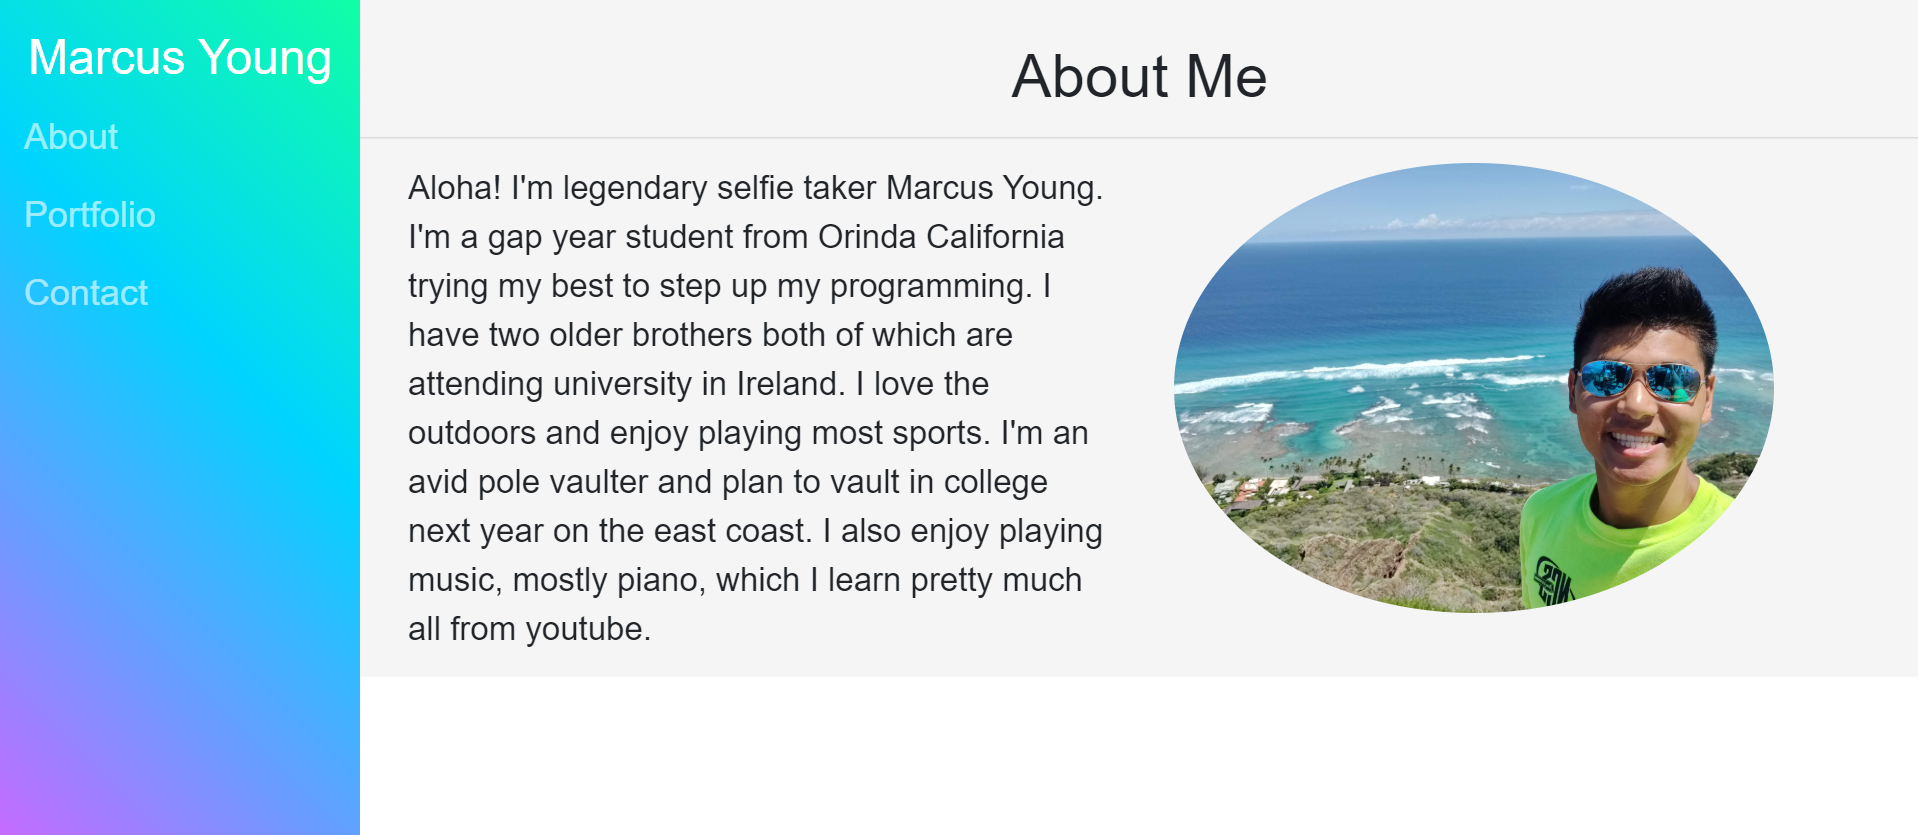 Marcus Young
About
Portfolio
Contact
About Me
Aloha! I'm legendary selfie taker Marcus Young.
I'm a gap year student from Orinda California
trying my best to step up my programming. I
have two older brothers both of which are
attending university in Ireland. I love the
outdoors and enjoy playing most sports. I'm an
avid pole vaulter and plan to vault in college
next year on the east coast. I also enjoy playing
music, mostly piano, which I learn pretty much
all from youtube.